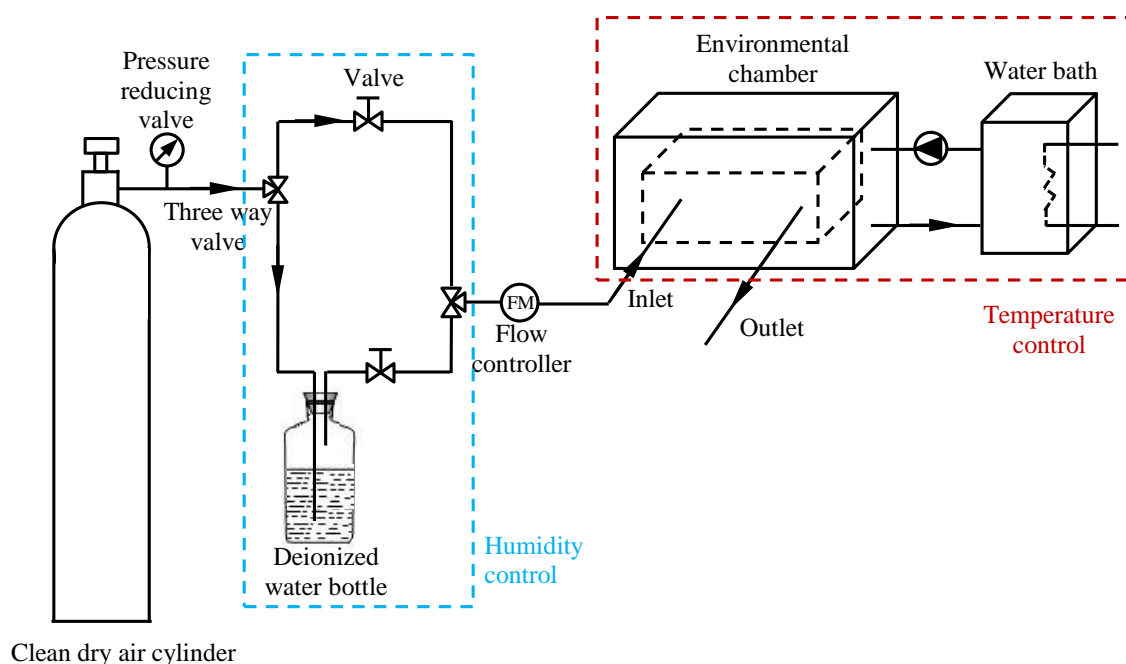 Pressure
reducing
valve
Valve
Three way
valve
Deionized
water bottle
Humidity
control
FM
Flow
controller
Inlet
Outlet
Environmental
chamber
Water bath
Temperature
control
Clean dry air cylinder